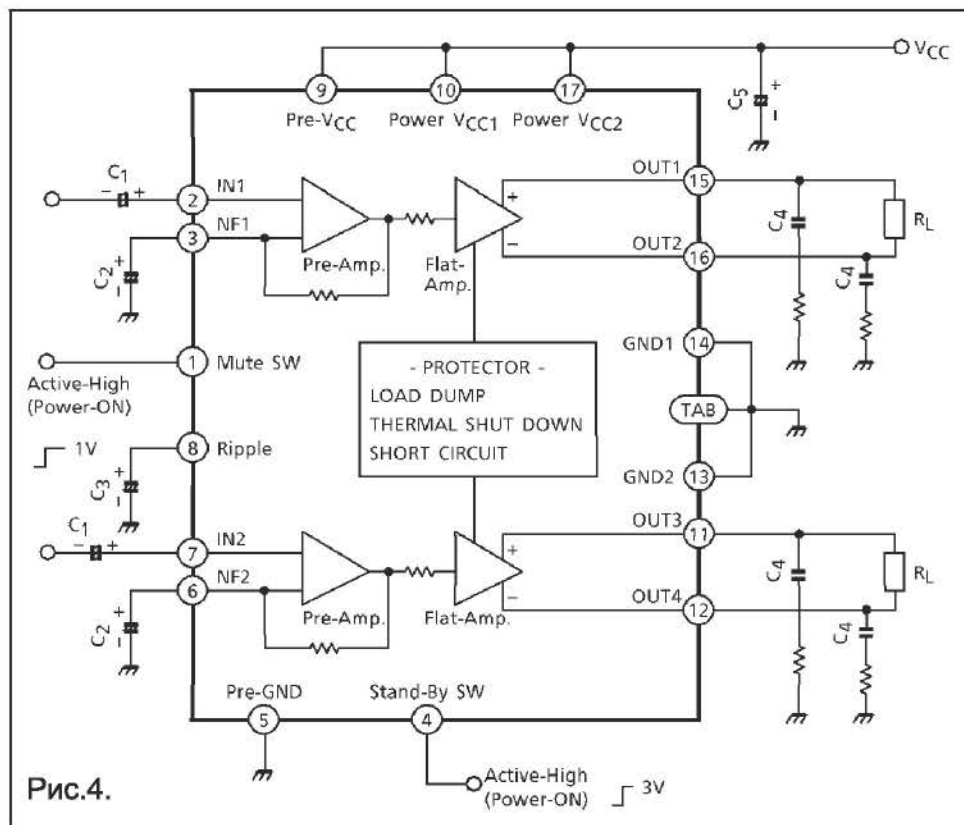 VCC
9 10 17
C5 + -
Pre-VCC Power VCC1 Power VCC2
C1
- + 2 IN1 OUT1 15
3 NF1 + C4 RL
C2 + - Pre-Amp. Flat-Amp. - OUT2 16 C4
1 Mute SW GND1 14
Active-High
(Power-ON)
- PROTECTOR -
LOAD DUMP
THERMAL SHUT DOWN
SHORT CIRCUIT
TAB
8 Ripple
1V
C3 + -
GND2 13
C1
- + 7 IN2 OUT3 11
6 NF2 + C4 RL
C2 + - Pre-Amp. Flat-Amp. - OUT4 12 C4
Pre-GND Stand-By SW
5 4
Active-High
(Power-ON) 3V
Рис.4.